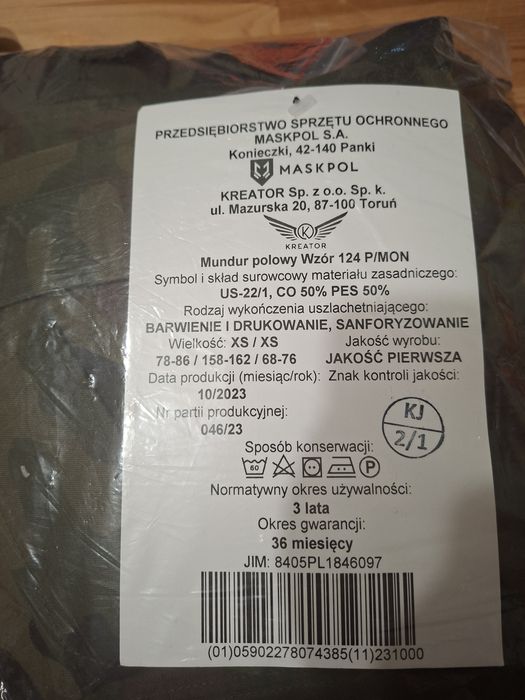 PRZEDSIĘBIORSTWO SPRZĘTU OCHRONNEGO
MASKPOL S.A.
Konieczki, 42-140 Panki
MASKPOL
KREATOR Sp. z o.o. Sp. k.
ul. Mazurska 20, 87-100 Toruń
K
KREATOR
Mundur polowy Wzór 124 P/MON
Symbol i skład surowcowy materiału zasadniczego:
US-22/1, CO 50% PES 50%
Rodzaj wykończenia uszlachetniającego:
BARWIENIE I DRUKOWANIE, SANFORYZOWANIE
Wielkość: XS / XS Jakość wyrobu:
78-86 / 158-162 / 68-76 JAKOŚĆ PIERWSZA
Data produkcji (miesiąc/rok): Znak kontroli jakości:
10/2023
Nr partii produkcyjnej:
046/23
KJ
2/1
Sposób konserwacji:
60 P
Normatywny okres używalności:
3 lata
Okres gwarancji:
36 miesięcy
JIM: 8405PL1846097
(01)05902278074385(11)231000